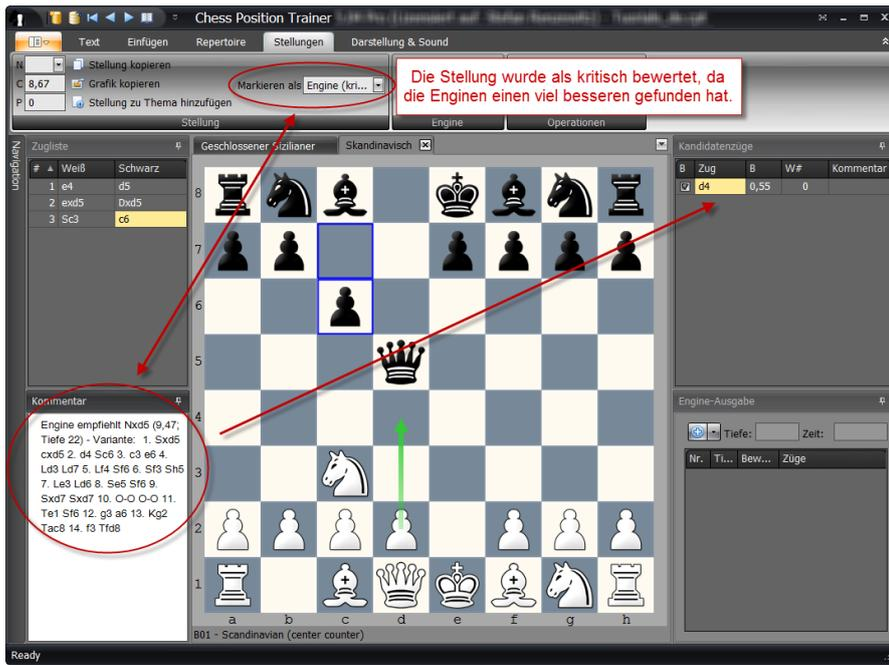 Chess Position Trainer
Text Einfügen Repertoire Stellungen Darstellung & Sound
N Stellung kopieren
C 8,67 Grafik kopieren Markieren als Engine (kri...
P 0 Stellung zu Thema hinzufügen
Stellung Engine Operationen
Die Stellung wurde als kritisch bewertet, da
die Enginen einen viel besseren gefunden hat.
Navigation
Zugliste
# Weiß Schwarz
1 e4 d5
2 exd5 Dxd5
3 Sc3 c6
Kommentar
Engine empfiehlt Nxd5 (9,47;
Tiefe 22) - Variante: 1. Sxd5
cxd5 2. d4 Sc6 3. c3 e6 4.
Ld3 Ld7 5. Lf4 Sf6 6. Sf3 Sh5
7. Le3 Ld6 8. Se5 Sf6 9.
Sxd7 Sxd7 10. O-O O-O 11.
Te1 Sf6 12. g3 a6 13. Kg2
Tac8 14. f3 Tfd8
Geschlossener Sizilianer Skandinavisch
8
7
6
5
4
3
2
1
a b c d e f g h
B01 - Scandinavian (center counter)
Kandidatenzüge
B Zug B W# Kommentar
d4 0,55 0
Engine-Ausgabe
Tiefe: Zeit:
Nr. Ti... Bew... Züge
Ready